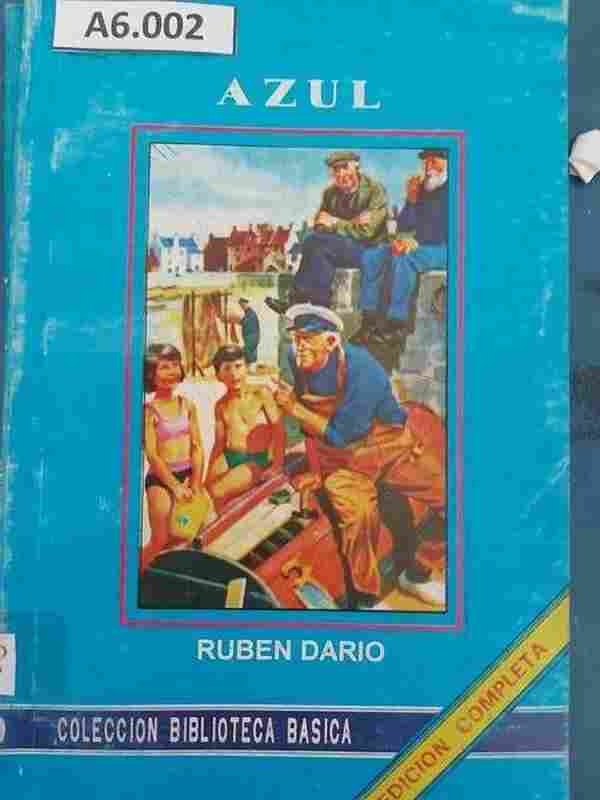 A6.002
AZUL
RUBEN DARIO
EDICION COMPLETA
COLECCION BIBLIOTECA BASICA